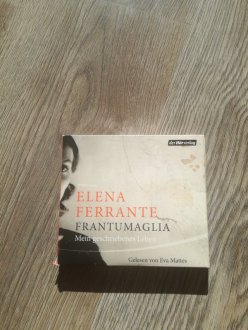 der Hörverlag
ELENA
FERRANTE
FRANTUMAGLIA
Mein geschriebenes Leben
Gelesen von Eva Mattes